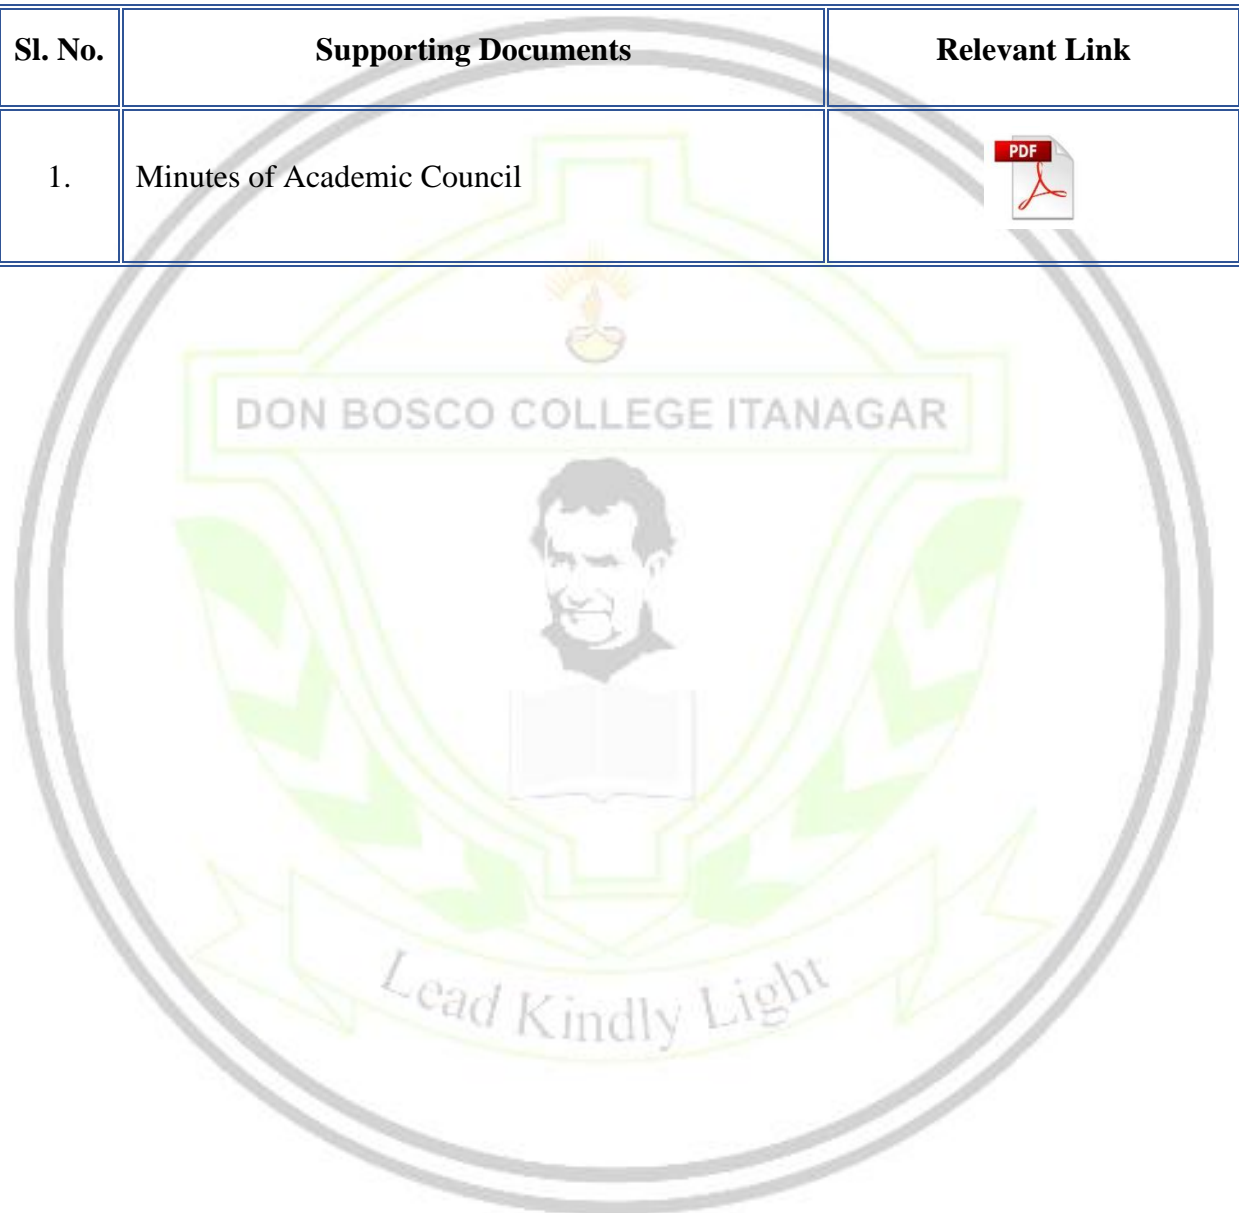 Sl. No. Supporting Documents Relevant Link
1. Minutes of Academic Council PDF
DON BOSCO COLLEGE ITANAGAR
Lead Kindly Light